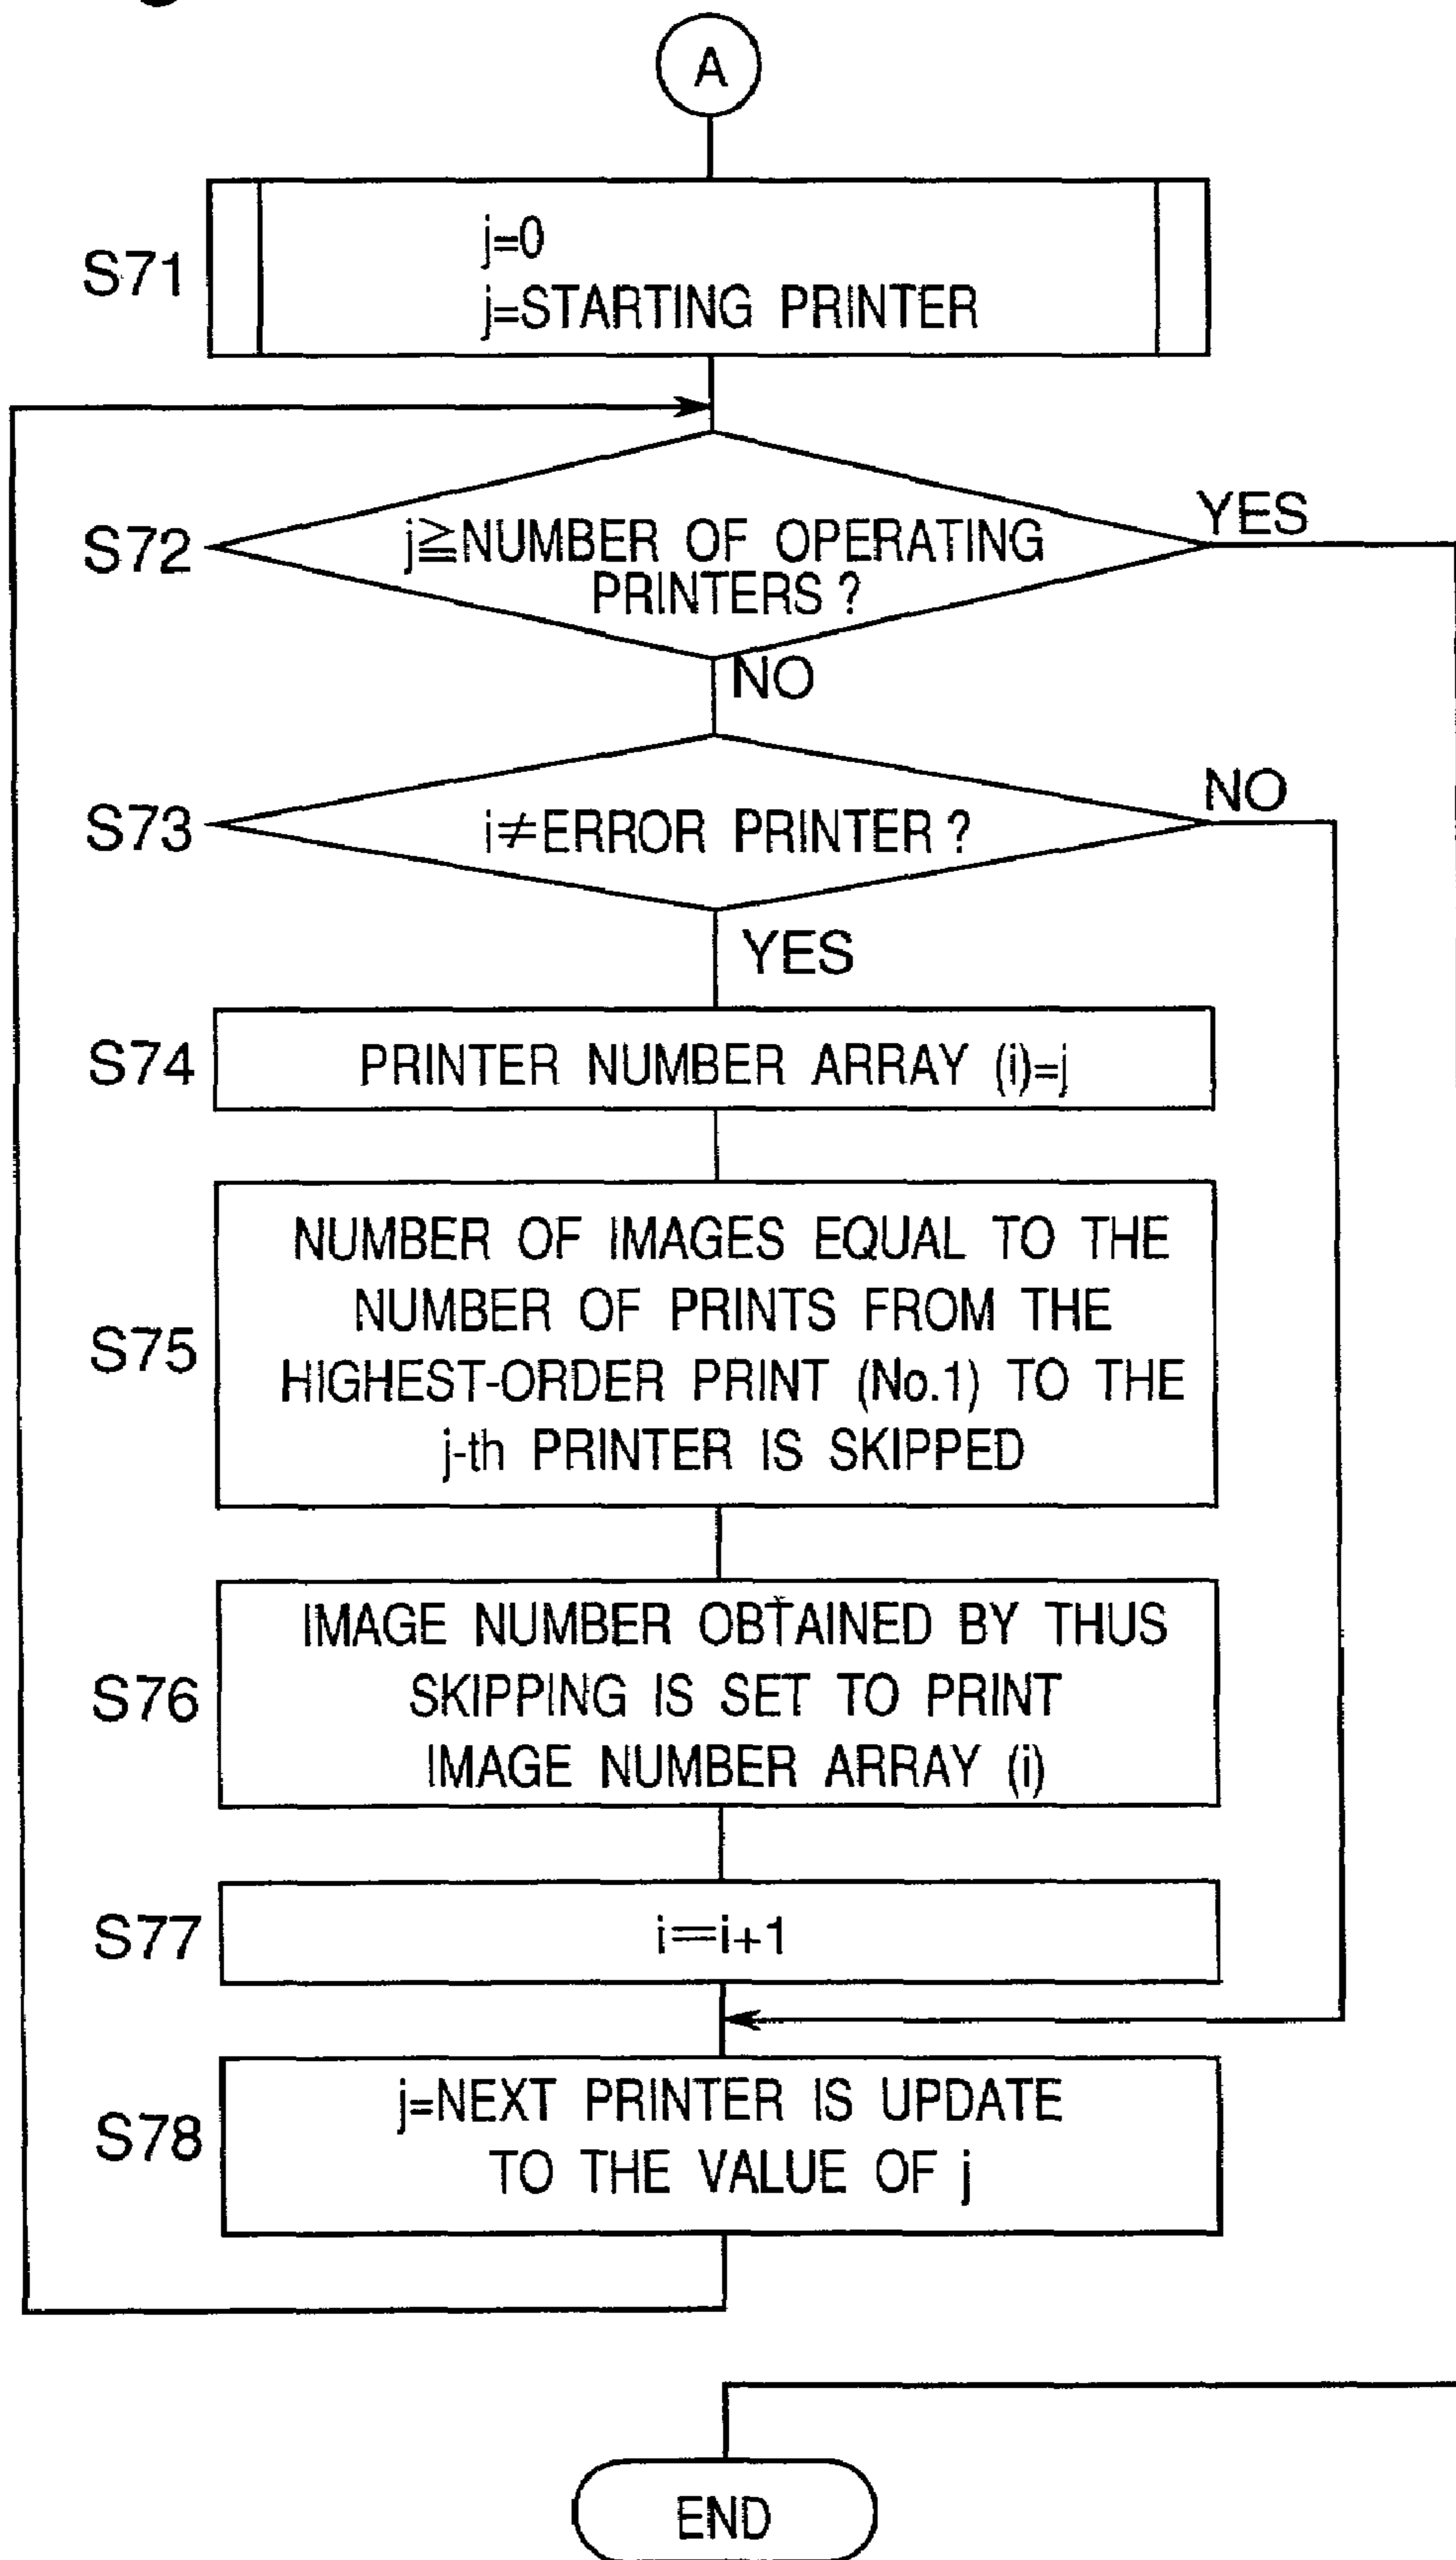 A
S71
j=0
j=STARTING PRINTER
S72
j≧NUMBER OF OPERATING
PRINTERS ?
YES
NO
S73
i≠ERROR PRINTER ?
NO
YES
S74
PRINTER NUMBER ARRAY (i)=j
S75
NUMBER OF IMAGES EQUAL TO THE
NUMBER OF PRINTS FROM THE
HIGHEST-ORDER PRINT (No.1) TO THE
j-th PRINTER IS SKIPPED
S76
IMAGE NUMBER OBTAINED BY THUS
SKIPPING IS SET TO PRINT
IMAGE NUMBER ARRAY (i)
S77
i=i+1
S78
j=NEXT PRINTER IS UPDATE
TO THE VALUE OF j
END